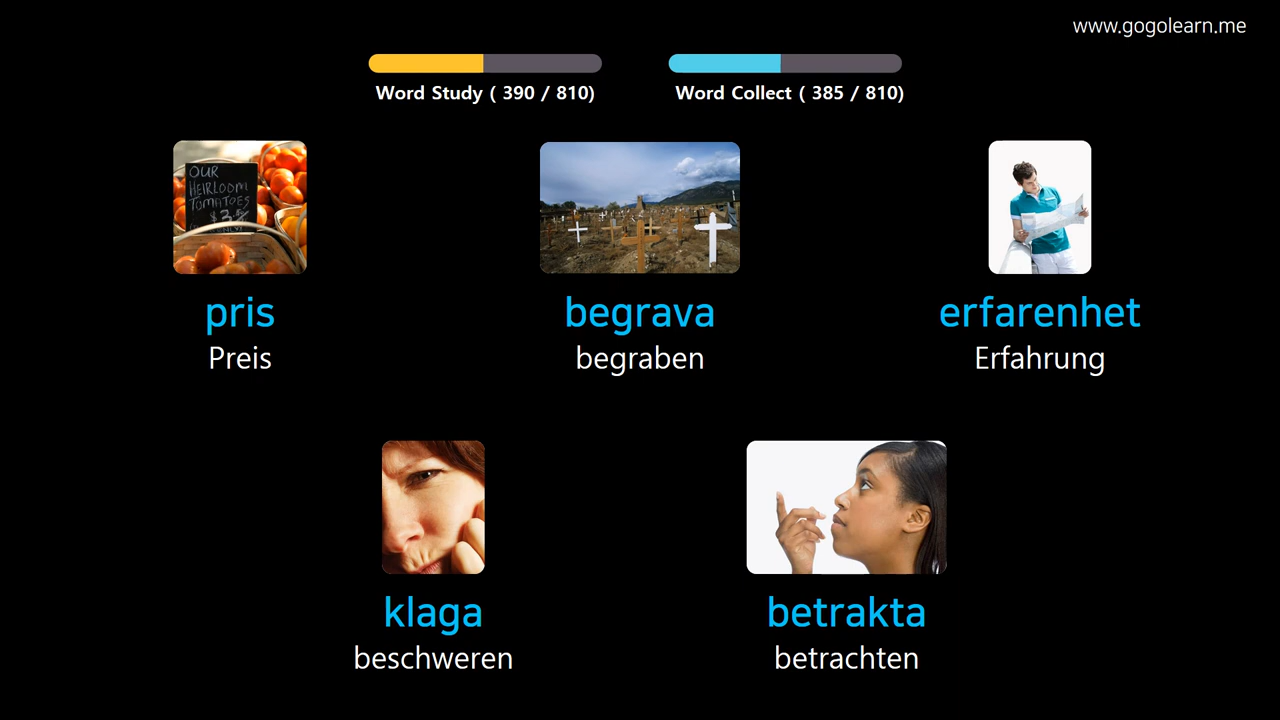 www.gogolearn.me
Word Study ( 390 / 810)
Word Collect ( 385 / 810)
OUR
HEIRLOOM
TOMATOES
pris
begrava
erfarenhet
Preis
begraben
Erfahrung
klaga
betrakta
beschweren
betrachten